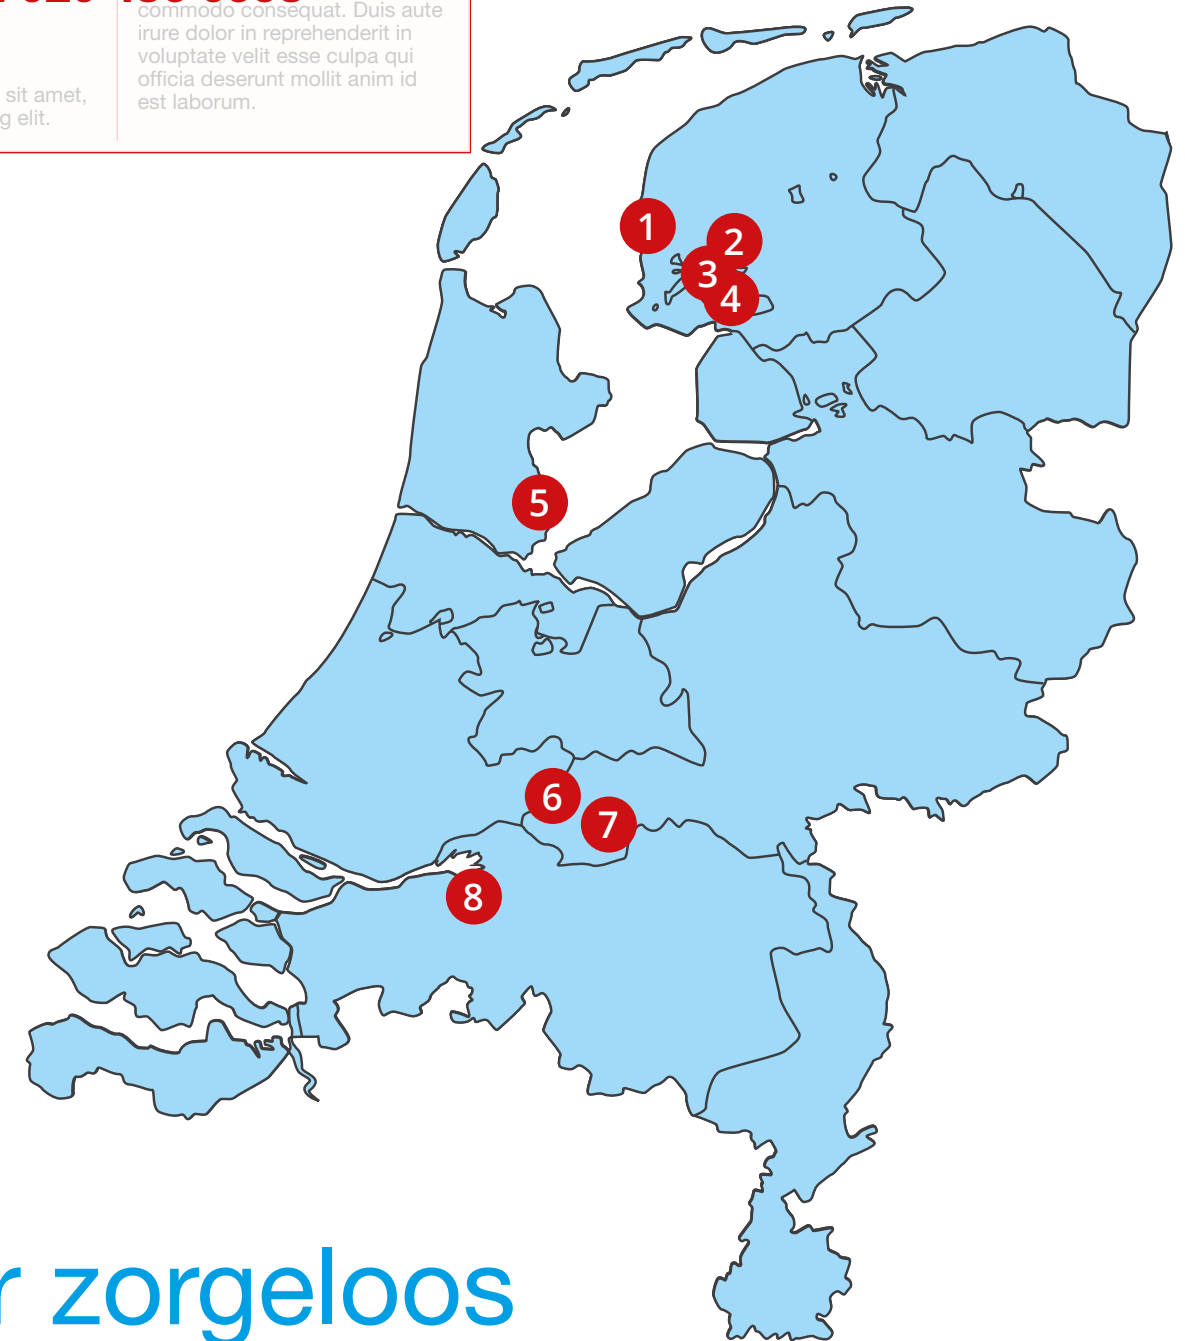 commodo consequat. Duis aute
irure dolor in reprehenderit in
voluptate velit esse culpa qui
officia deserunt mollit anim id
est laborum.
sit amet,
g elit.
1
2
3
4
5
6
7
8
r zorgeloos